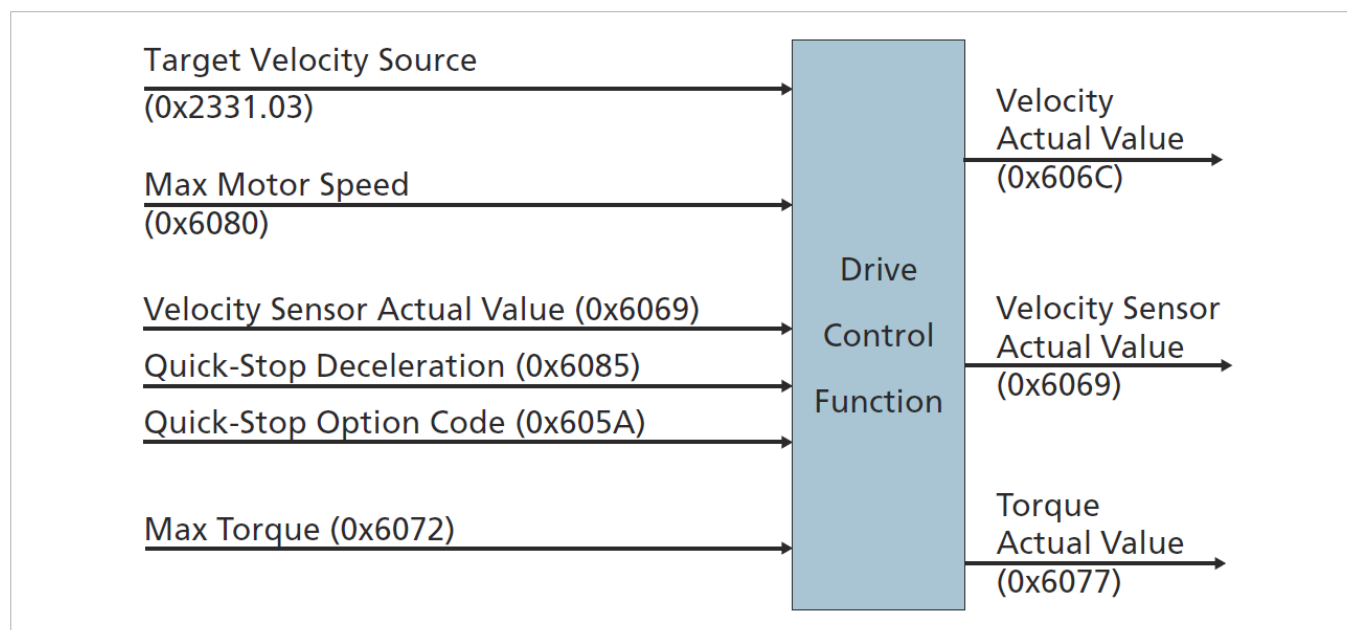 Target Velocity Source
(0x2331.03)
Max Motor Speed
(0x6080)
Velocity Sensor Actual Value (0x6069)
Quick-Stop Deceleration (0x6085)
Quick-Stop Option Code (0x605A)
Max Torque (0x6072)
Drive
Control
Function
Velocity
Actual Value
(0x606C)
Velocity Sensor
Actual Value
(0x6069)
Torque
Actual Value
(0x6077)